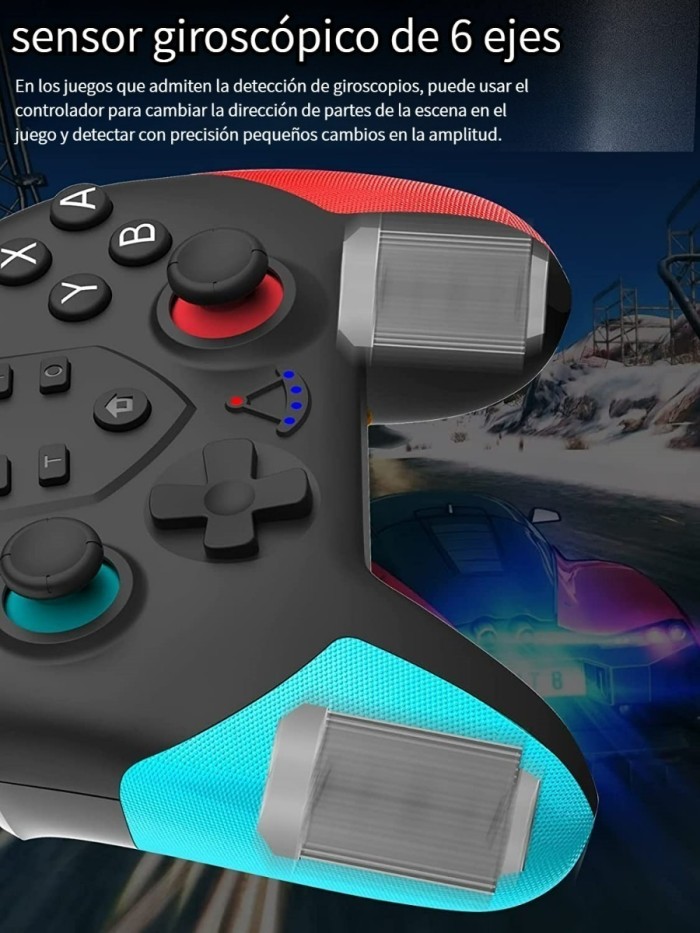 sensor giroscópico de 6 ejes
En los juegos que admiten la detección de giroscopios, puede usar el
controlador para cambiar la dirección de partes de la escena en el
juego y detectar con precisión pequeños cambios en la amplitud.
A
B
X
Y
O
T